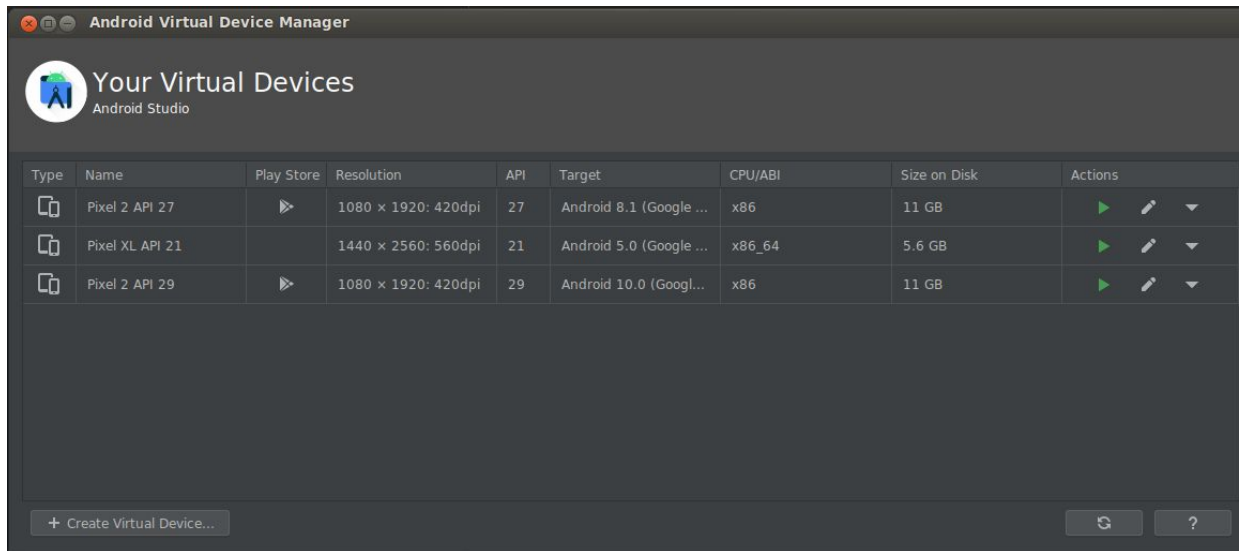 Android Virtual Device Manager
Your Virtual Devices
Android Studio
Type Name Play Store Resolution API Target CPU/ABI Size on Disk Actions
Pixel 2 API 27 1080 × 1920: 420dpi 27 Android 8.1 (Google ... x86 11 GB
Pixel XL API 21 1440 × 2560: 560dpi 21 Android 5.0 (Google ... x86_64 5.6 GB
Pixel 2 API 29 1080 × 1920: 420dpi 29 Android 10.0 (Googl... x86 11 GB
+ Create Virtual Device... ?